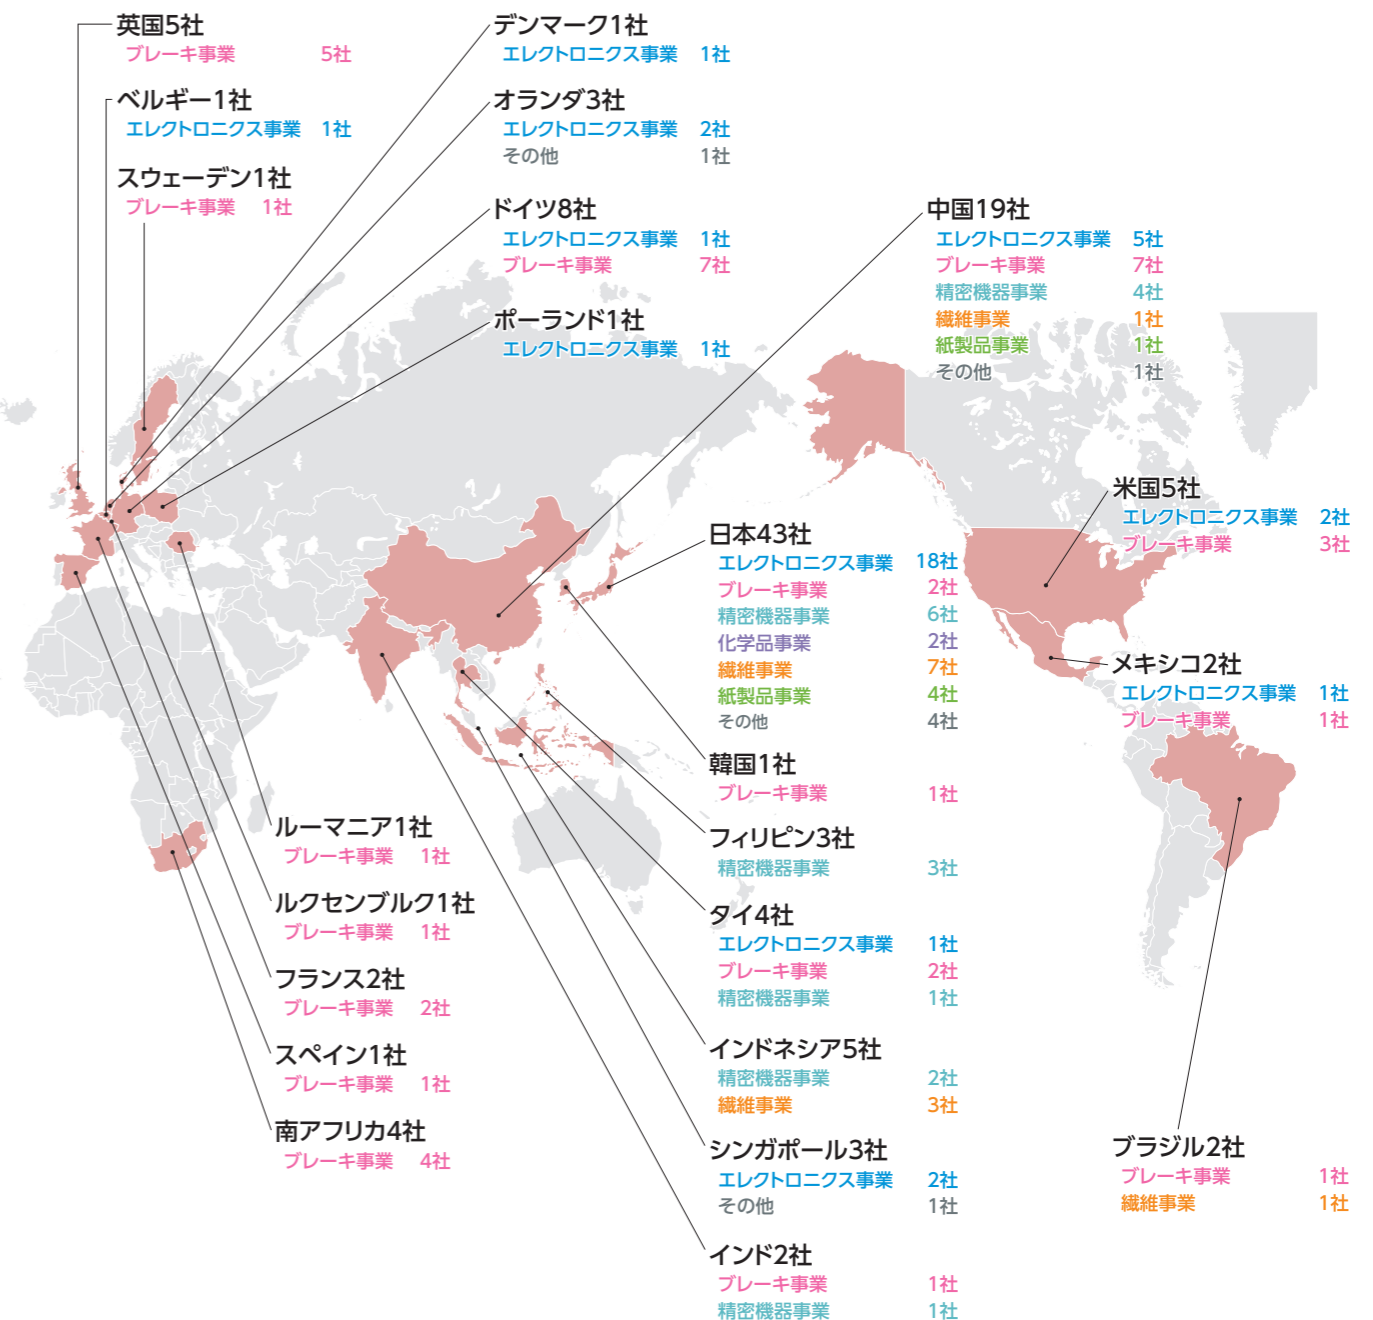 英国5社
ブレーキ事業 5社
ベルギー1社
エレクトロニクス事業 1社
スウェーデン1社
ブレーキ事業 1社
デンマーク1社
エレクトロニクス事業 1社
オランダ3社
エレクトロニクス事業 2社
その他 1社
ドイツ8社
エレクトロニクス事業 1社
ブレーキ事業 7社
ポーランド1社
エレクトロニクス事業 1社
中国19社
エレクトロニクス事業 5社
ブレーキ事業 7社
精密機器事業 4社
繊維事業 1社
紙製品事業 1社
その他 1社
米国5社
エレクトロニクス事業 2社
ブレーキ事業 3社
メキシコ2社
エレクトロニクス事業 1社
ブレーキ事業 1社
日本43社
エレクトロニクス事業 18社
ブレーキ事業 2社
精密機器事業 6社
化学品事業 2社
繊維事業 7社
紙製品事業 4社
その他 4社
韓国1社
ブレーキ事業 1社
フィリピン3社
精密機器事業 3社
タイ4社
エレクトロニクス事業 1社
ブレーキ事業 2社
精密機器事業 1社
インドネシア5社
精密機器事業 2社
繊維事業 3社
シンガポール3社
エレクトロニクス事業 2社
その他 1社
インド2社
ブレーキ事業 1社
精密機器事業 1社
ルーマニア1社
ブレーキ事業 1社
ルクセンブルク1社
ブレーキ事業 1社
フランス2社
ブレーキ事業 2社
スペイン1社
ブレーキ事業 1社
南アフリカ4社
ブレーキ事業 4社
ブラジル2社
ブレーキ事業 1社
繊維事業 1社